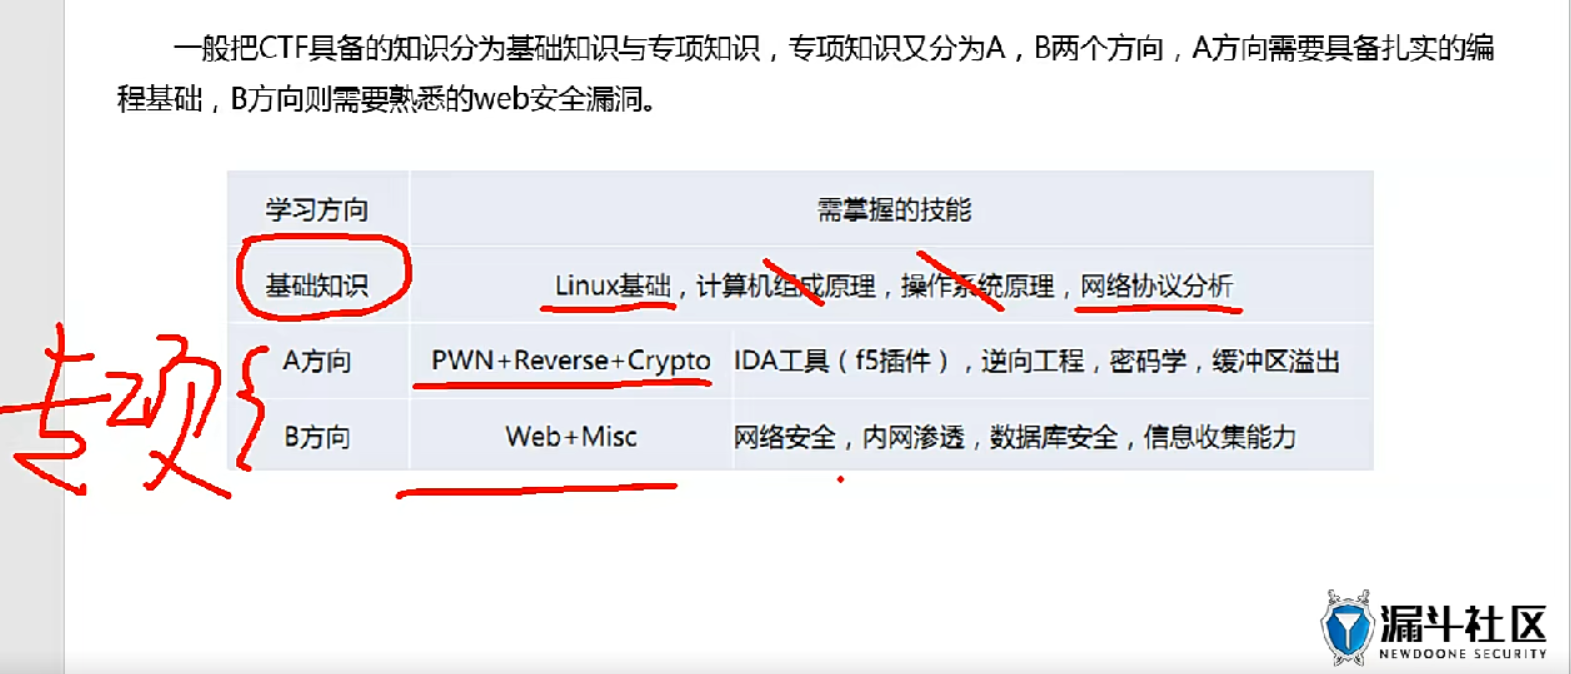 一般把CTF具备的知识分为基础知识与专项知识，专项知识又分为A，B两个方向，A方向需要具备扎实的编
程基础，B方向则需要熟悉的web安全漏洞。
学习方向 需掌握的技能
基础知识 Linux基础，计算机组成原理，操作系统原理，网络协议分析
专项
A方向 PWN+Reverse+Crypto IDA工具（f5插件），逆向工程，密码学，缓冲区溢出
B方向 Web+Misc 网络安全，内网渗透，数据库安全，信息收集能力
漏斗社区
NEWDOONE SECURITY